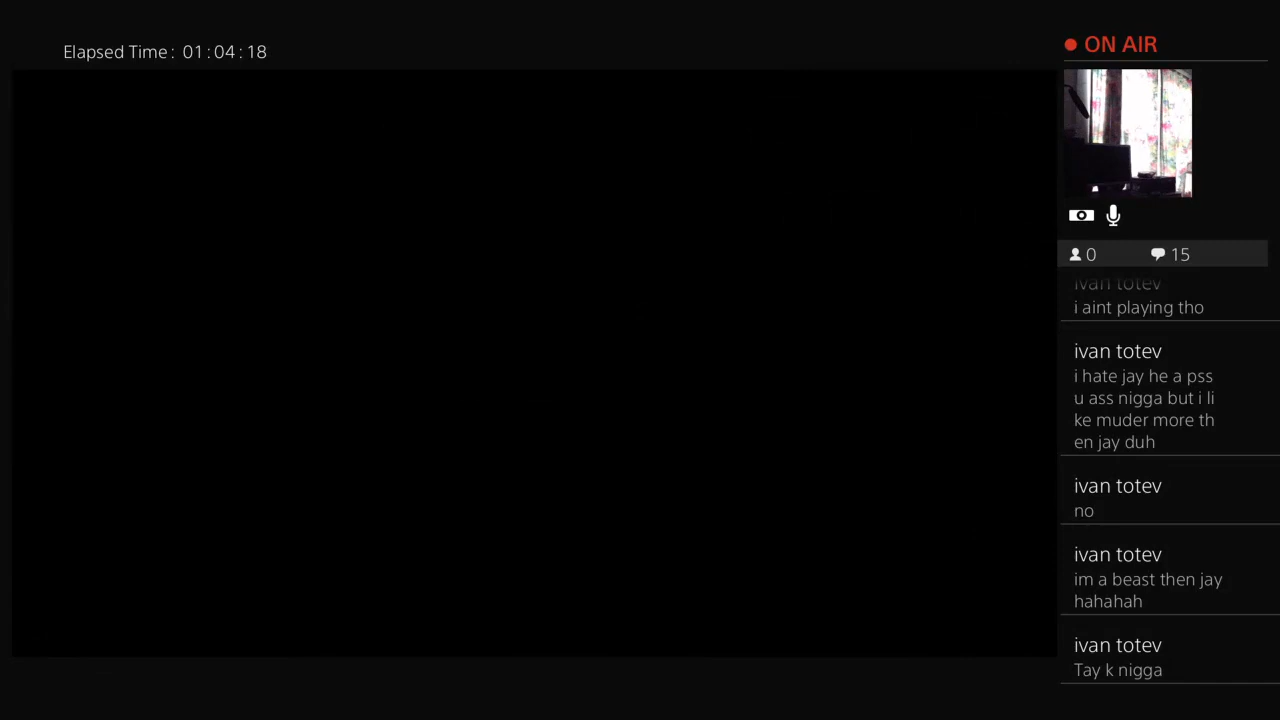 Elapsed Time: 01:04:18
ON AIR
0 15
ivan totev
i aint playing tho
ivan totev
i hate jay he a pss
u ass nigga but i li
ke muder more th
en jay duh
ivan totev
no
ivan totev
im a beast then jay
hahahah
ivan totev
Tay k nigga